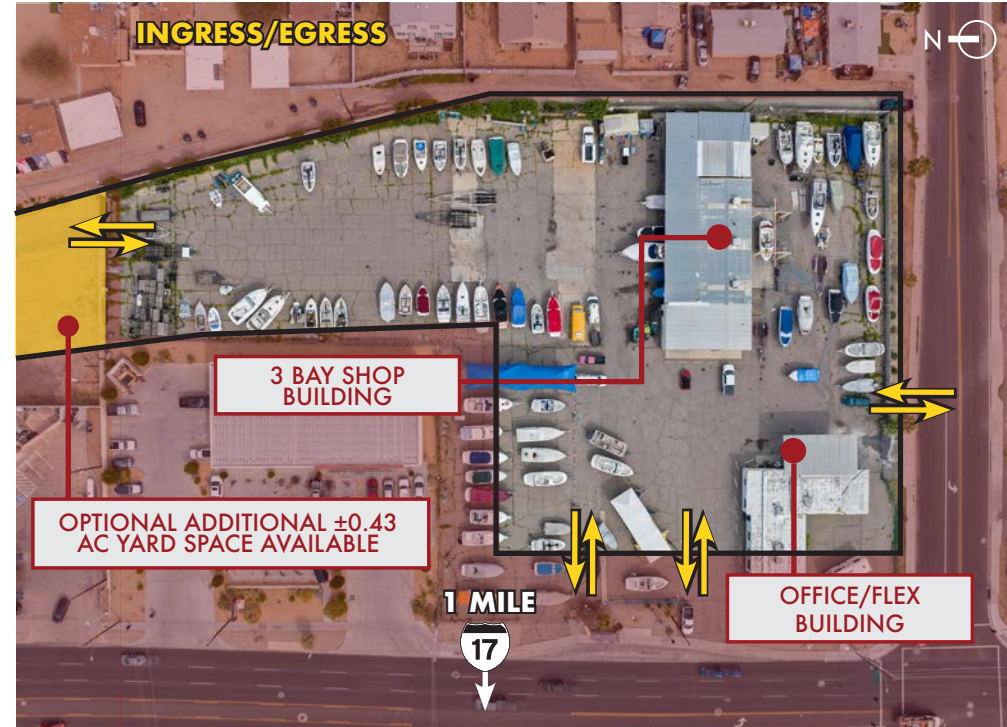 INGRESS/EGRESS
N
3 BAY SHOP
BUILDING
OPTIONAL ADDITIONAL ±0.43
AC YARD SPACE AVAILABLE
OFFICE/FLEX
BUILDING
1 MILE
17